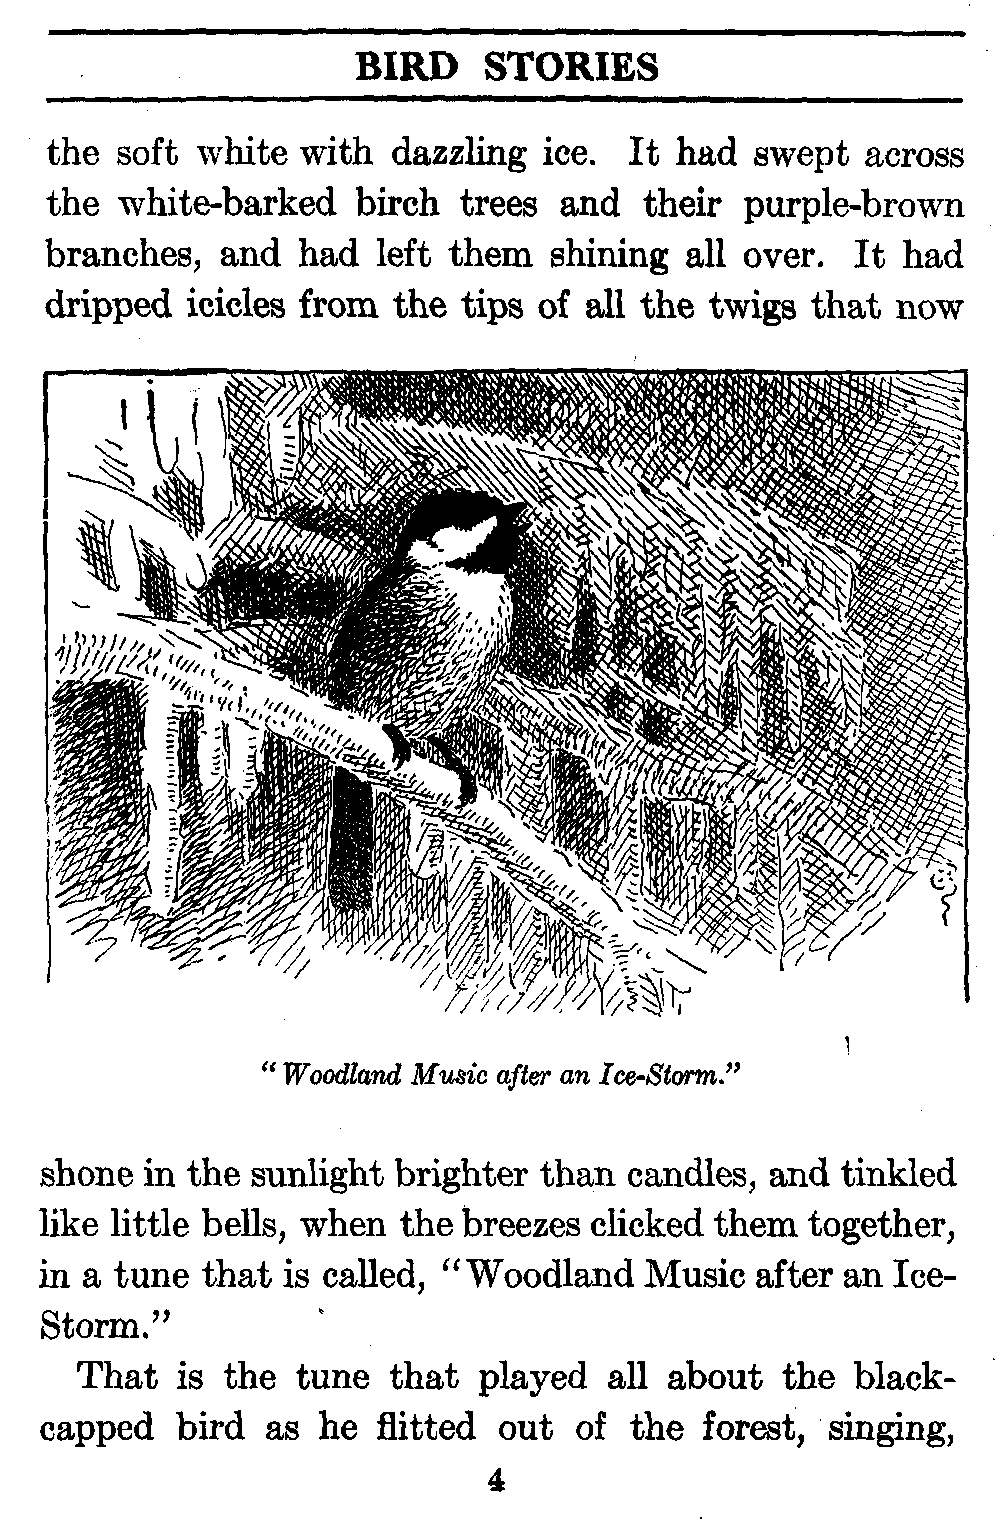 BIRD STORIES
the soft white with dazzling ice. It had swept across
the white-barked birch trees and their purple-brown
branches, and had left them shining all over. It had
dripped icicles from the tips of all the twigs that now
"Woodland Music after an Ice-Storm."
shone in the sunlight brighter than candles, and tinkled
like little bells, when the breezes clicked them together,
in a tune that is called, "Woodland Music after an Ice-
Storm."
That is the tune that played all about the black-
capped bird as he flitted out of the forest, singing,
4